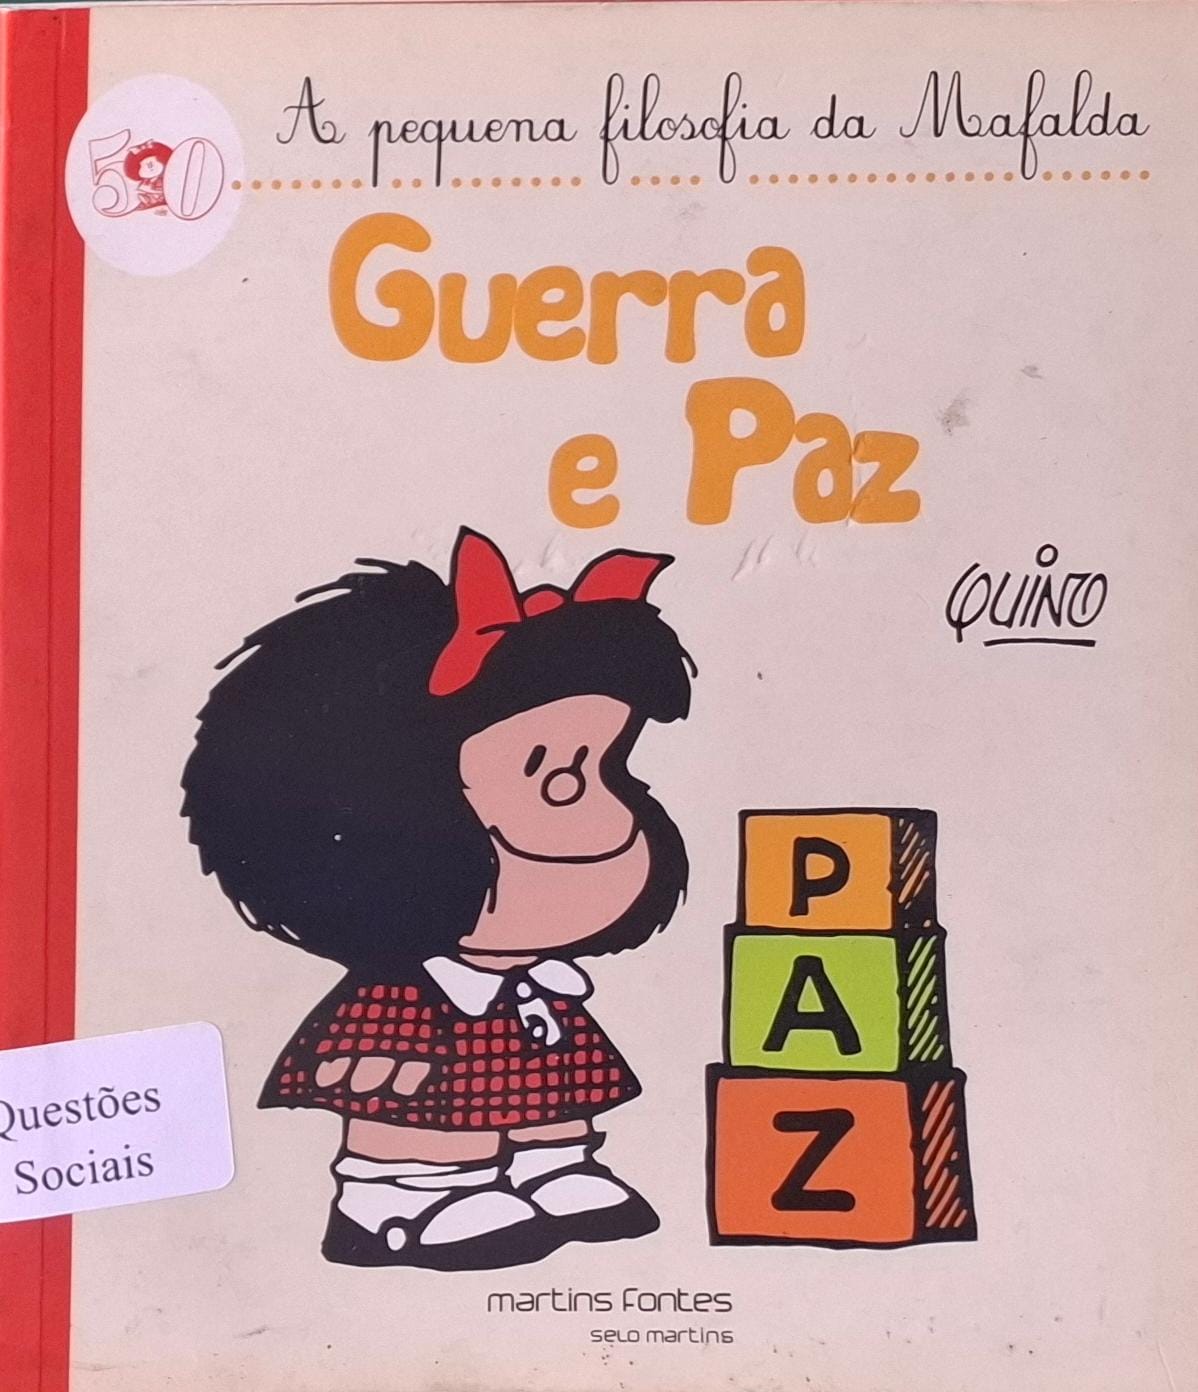 50
A pequena filosofia da Mafalda
Guerra
e Paz
QUINO
P
A
Z
Questões
Sociais
martins fontes
selo martins